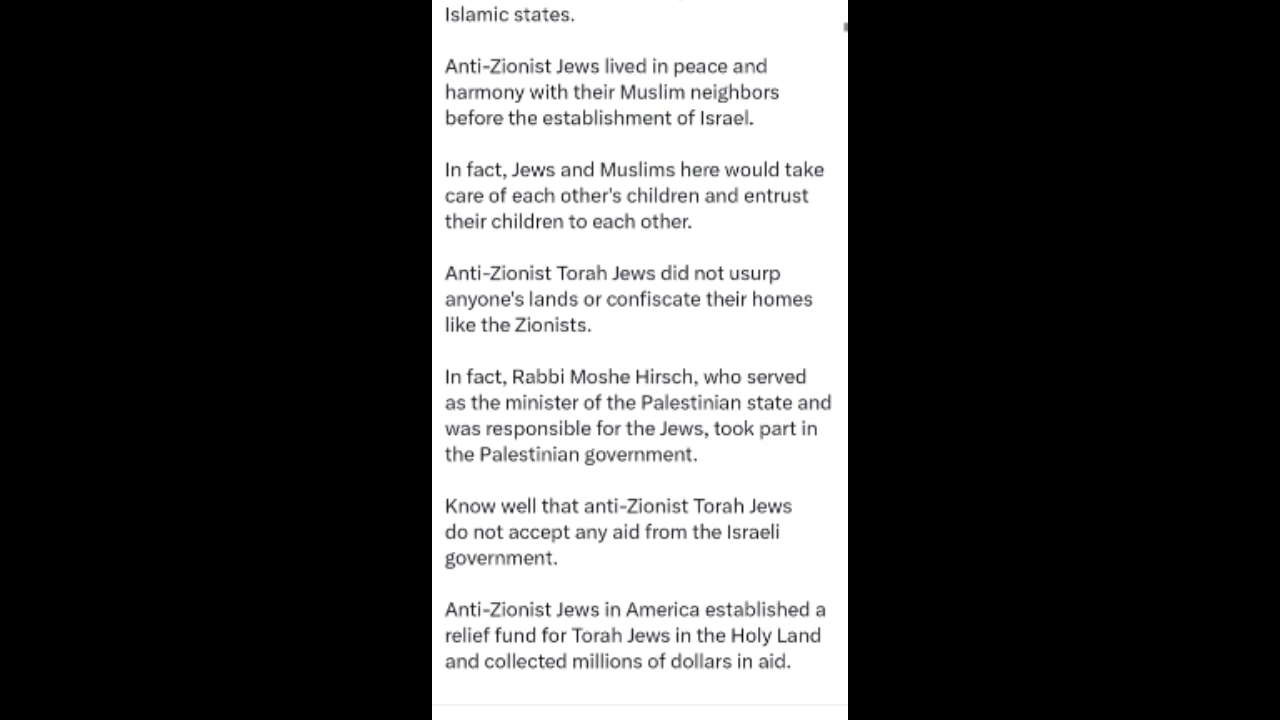 Islamic states.
Anti-Zionist Jews lived in peace and
harmony with their Muslim neighbors
before the establishment of Israel.
In fact, Jews and Muslims here would take
care of each other's children and entrust
their children to each other.
Anti-Zionist Torah Jews did not usurp
anyone's lands or confiscate their homes
like the Zionists.
In fact, Rabbi Moshe Hirsch, who served
as the minister of the Palestinian state and
was responsible for the Jews, took part in
the Palestinian government.
Know well that anti-Zionist Torah Jews
do not accept any aid from the Israeli
government.
Anti-Zionist Jews in America established a
relief fund for Torah Jews in the Holy Land
and collected millions of dollars in aid.